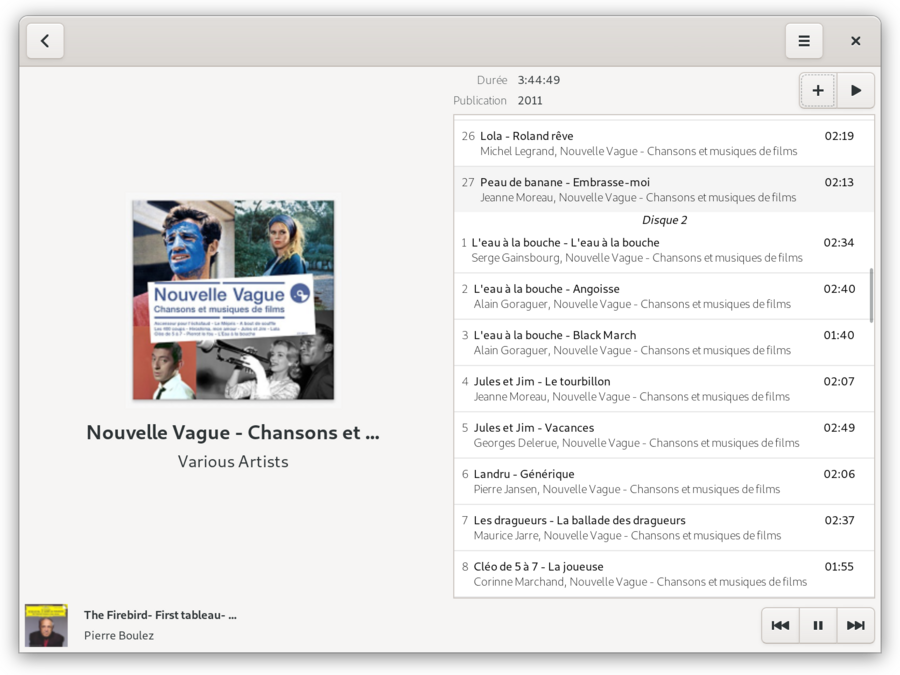 Durée 3:44:49
Publication 2011
Nouvelle Vague
Chansons et musiques de films
Nouvelle Vague - Chansons et ...
Various Artists
26 Lola - Roland rêve 02:19
Michel Legrand, Nouvelle Vague - Chansons et musiques de films
27 Peau de banane - Embrasse-moi 02:13
Jeanne Moreau, Nouvelle Vague - Chansons et musiques de films
Disque 2
1 L'eau à la bouche - L'eau à la bouche 02:34
Serge Gainsbourg, Nouvelle Vague - Chansons et musiques de films
2 L'eau à la bouche - Angoisse 02:40
Alain Goraguer, Nouvelle Vague - Chansons et musiques de films
3 L'eau à la bouche - Black March 01:40
Alain Goraguer, Nouvelle Vague - Chansons et musiques de films
4 Jules et Jim - Le tourbillon 02:07
Jeanne Moreau, Nouvelle Vague - Chansons et musiques de films
5 Jules et Jim - Vacances 02:49
Georges Delerue, Nouvelle Vague - Chansons et musiques de films
6 Landru - Générique 02:06
Pierre Jansen, Nouvelle Vague - Chansons et musiques de films
7 Les dragueurs - La ballade des dragueurs 02:37
Maurice Jarre, Nouvelle Vague - Chansons et musiques de films
8 Cléo de 5 à 7 - La joueuse 01:55
Corinne Marchand, Nouvelle Vague - Chansons et musiques de films
The Firebird- First tableau- ...
Pierre Boulez